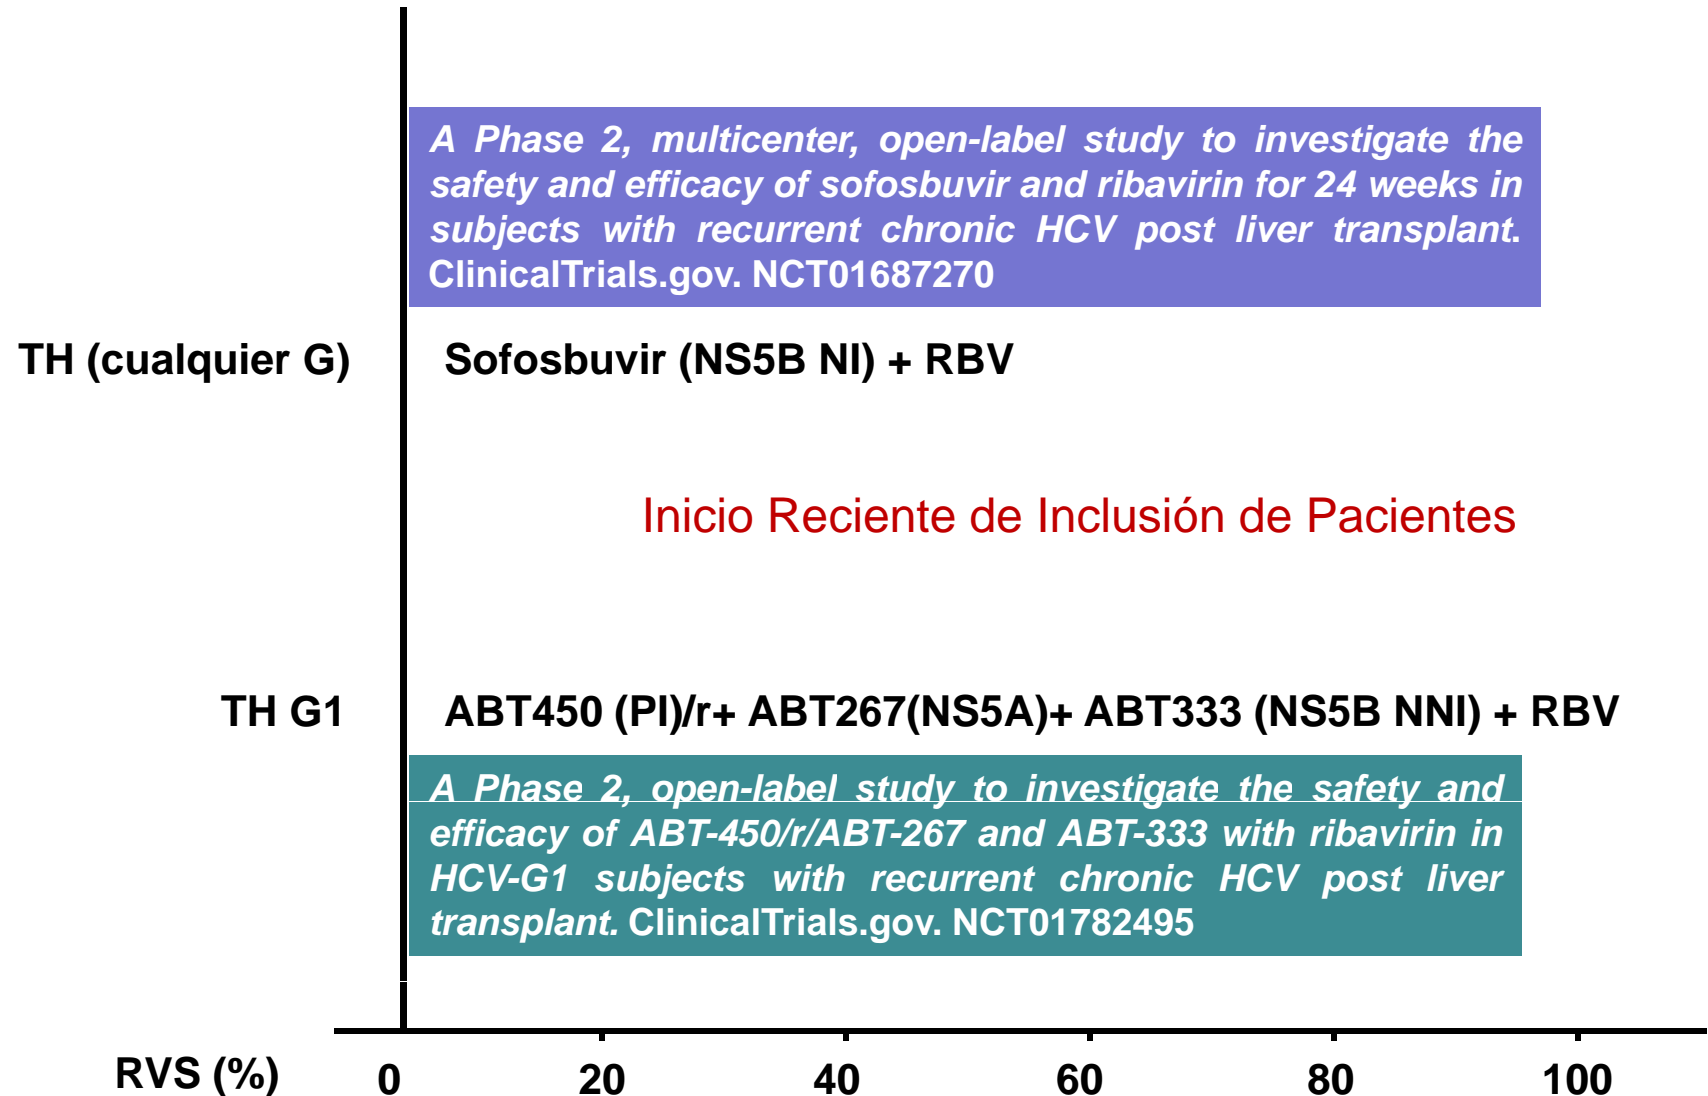 A Phase 2, multicenter, open-label study to investigate the
safety and efficacy of sofosbuvir and ribavirin for 24 weeks in
subjects with recurrent chronic HCV post liver transplant.
ClinicalTrials.gov. NCT01687270
TH (cualquier G) Sofosbuvir (NS5B NI) + RBV
Inicio Reciente de Inclusión de Pacientes
TH G1 ABT450 (PI)/r+ ABT267(NS5A)+ ABT333 (NS5B NNI) + RBV
A Phase 2, open-label study to investigate the safety and
efficacy of ABT-450/r/ABT-267 and ABT-333 with ribavirin in
HCV-G1 subjects with recurrent chronic HCV post liver
transplant. ClinicalTrials.gov. NCT01782495
RVS (%) 0 20 40 60 80 100